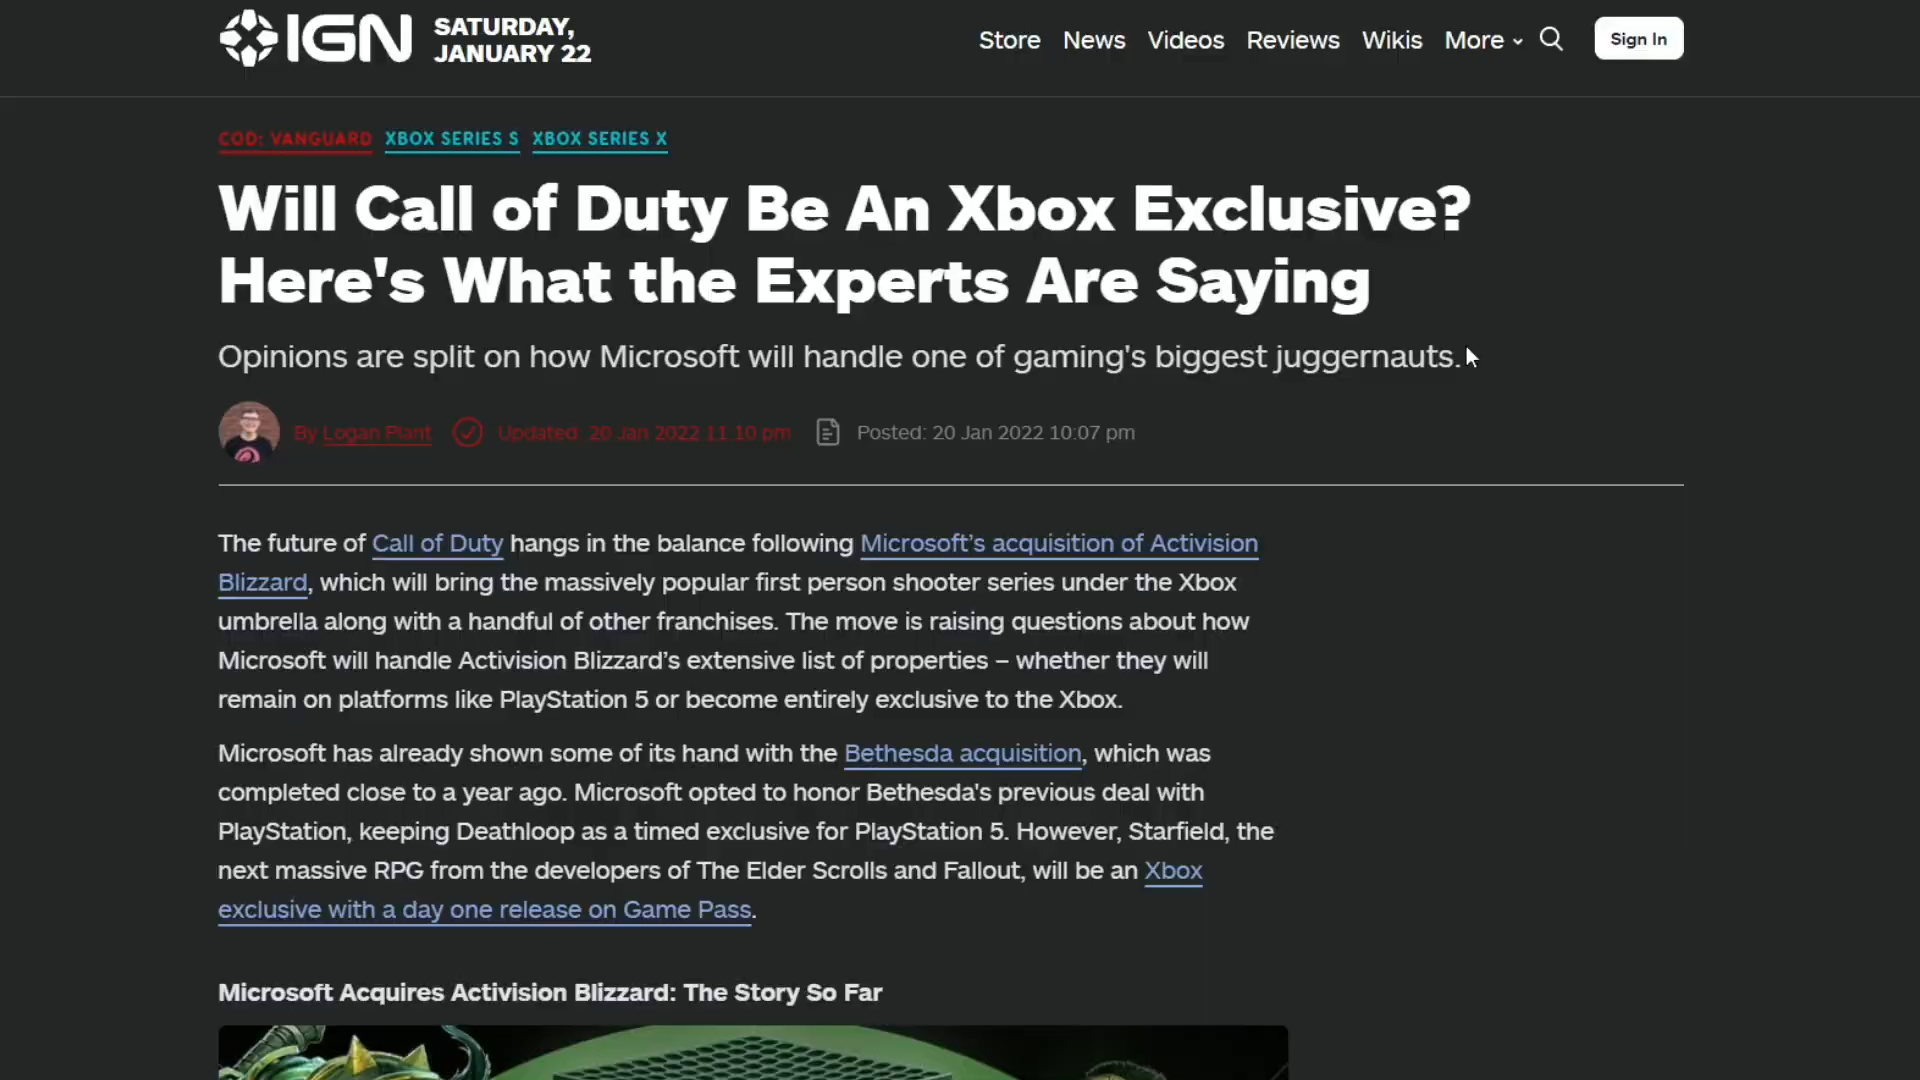 IGN
SATURDAY,
JANUARY 22
Store News Videos Reviews Wikis More Sign In
COD: VANGUARD XBOX SERIES S XBOX SERIES X
Will Call of Duty Be An Xbox Exclusive?
Here's What the Experts Are Saying
Opinions are split on how Microsoft will handle one of gaming's biggest juggernauts.
By Logan Plant Updated: 20 Jan 2022 11:10 pm Posted: 20 Jan 2022 10:07 pm
The future of Call of Duty hangs in the balance following Microsoft’s acquisition of Activision
Blizzard, which will bring the massively popular first person shooter series under the Xbox
umbrella along with a handful of other franchises. The move is raising questions about how
Microsoft will handle Activision Blizzard’s extensive list of properties – whether they will
remain on platforms like PlayStation 5 or become entirely exclusive to the Xbox.
Microsoft has already shown some of its hand with the Bethesda acquisition, which was
completed close to a year ago. Microsoft opted to honor Bethesda's previous deal with
PlayStation, keeping Deathloop as a timed exclusive for PlayStation 5. However, Starfield, the
next massive RPG from the developers of The Elder Scrolls and Fallout, will be an Xbox
exclusive with a day one release on Game Pass.
Microsoft Acquires Activision Blizzard: The Story So Far